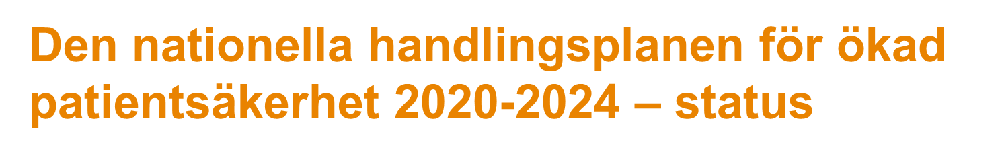 Den nationella handlingsplanen för ökad
patientsäkerhet 2020-2024 – status